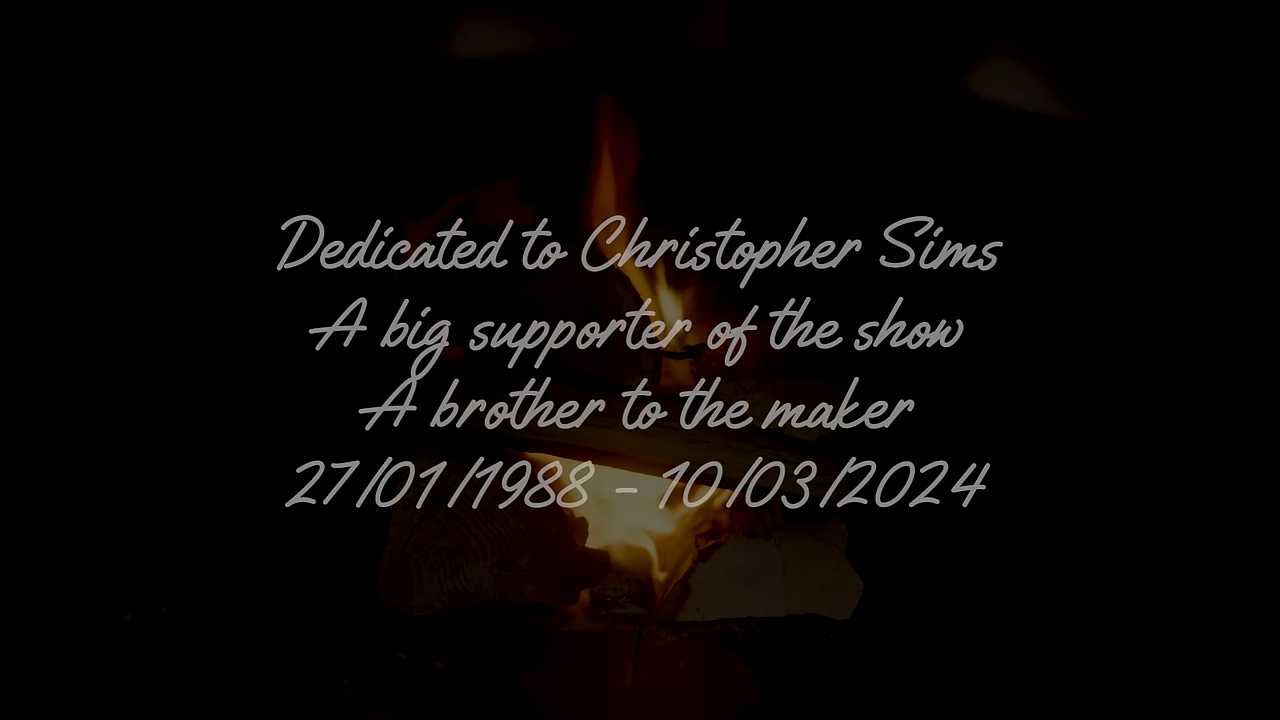 Dedicated to Christopher Sims
A big supporter of the show
A brother to the maker
27/01/1988 - 10/03/2024